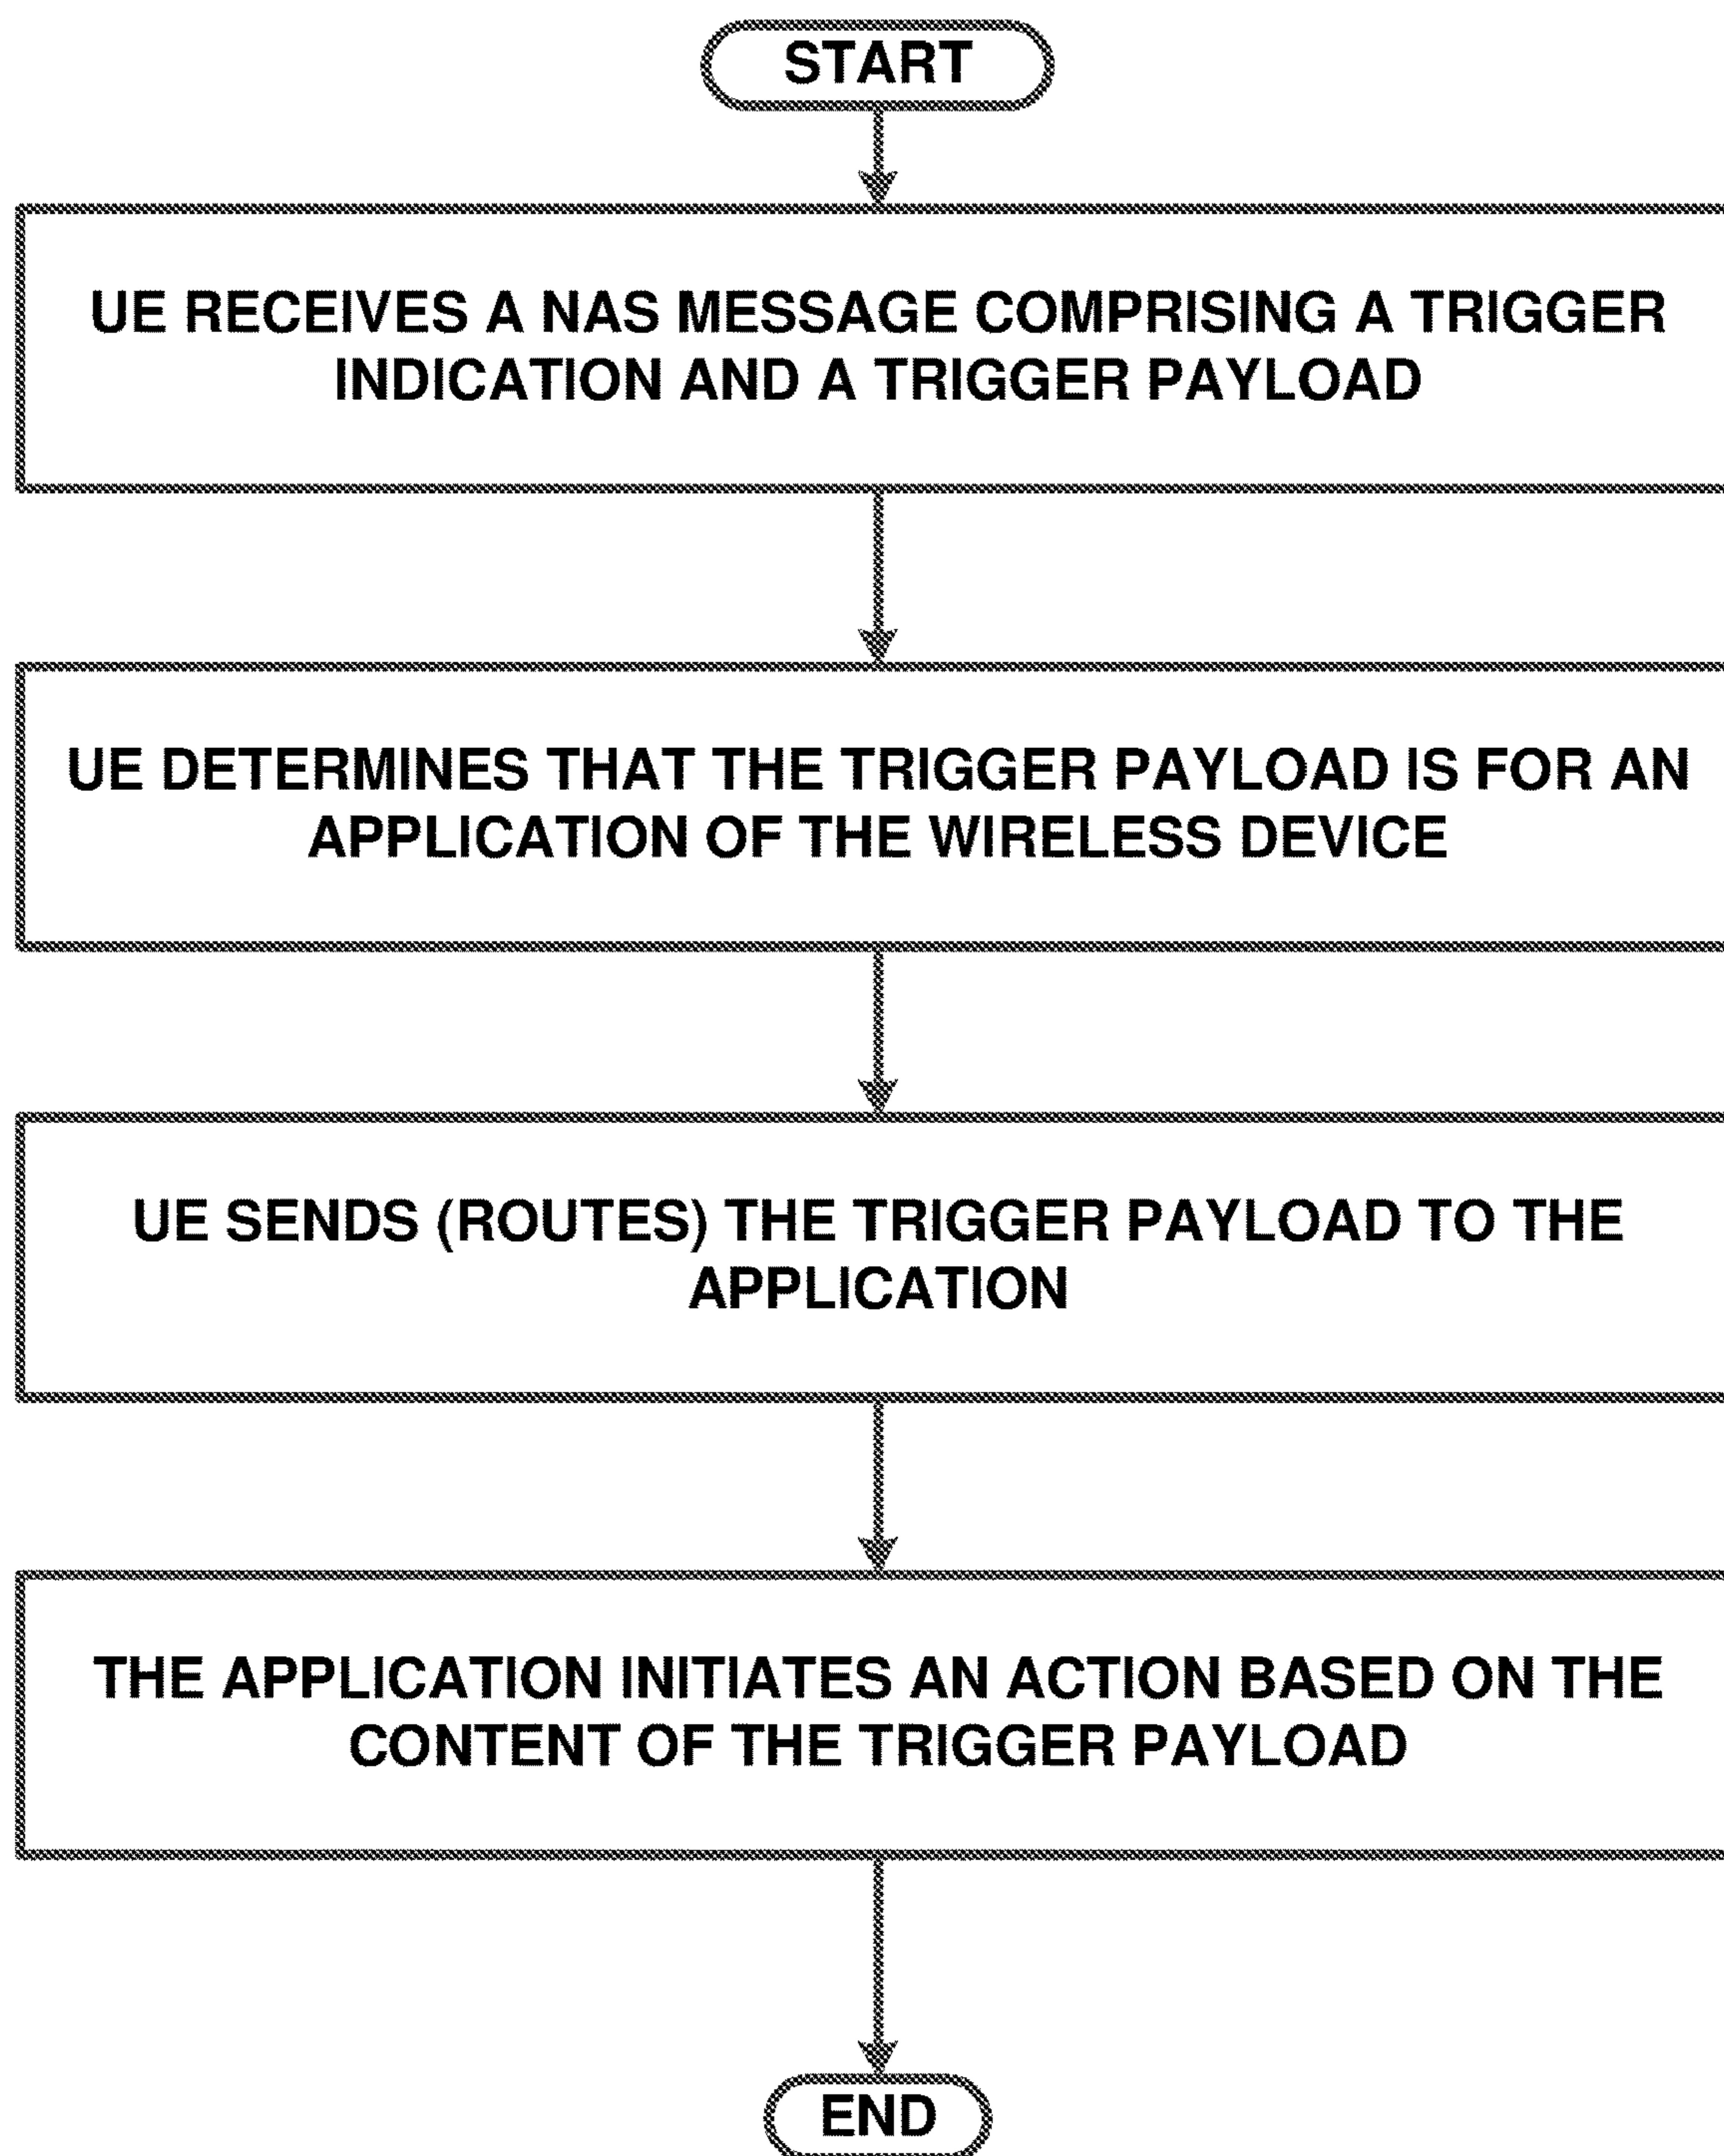 START
UE RECEIVES A NAS MESSAGE COMPRISING A TRIGGER
INDICATION AND A TRIGGER PAYLOAD
UE DETERMINES THAT THE TRIGGER PAYLOAD IS FOR AN
APPLICATION OF THE WIRELESS DEVICE
UE SENDS (ROUTES) THE TRIGGER PAYLOAD TO THE
APPLICATION
THE APPLICATION INITIATES AN ACTION BASED ON THE
CONTENT OF THE TRIGGER PAYLOAD
END